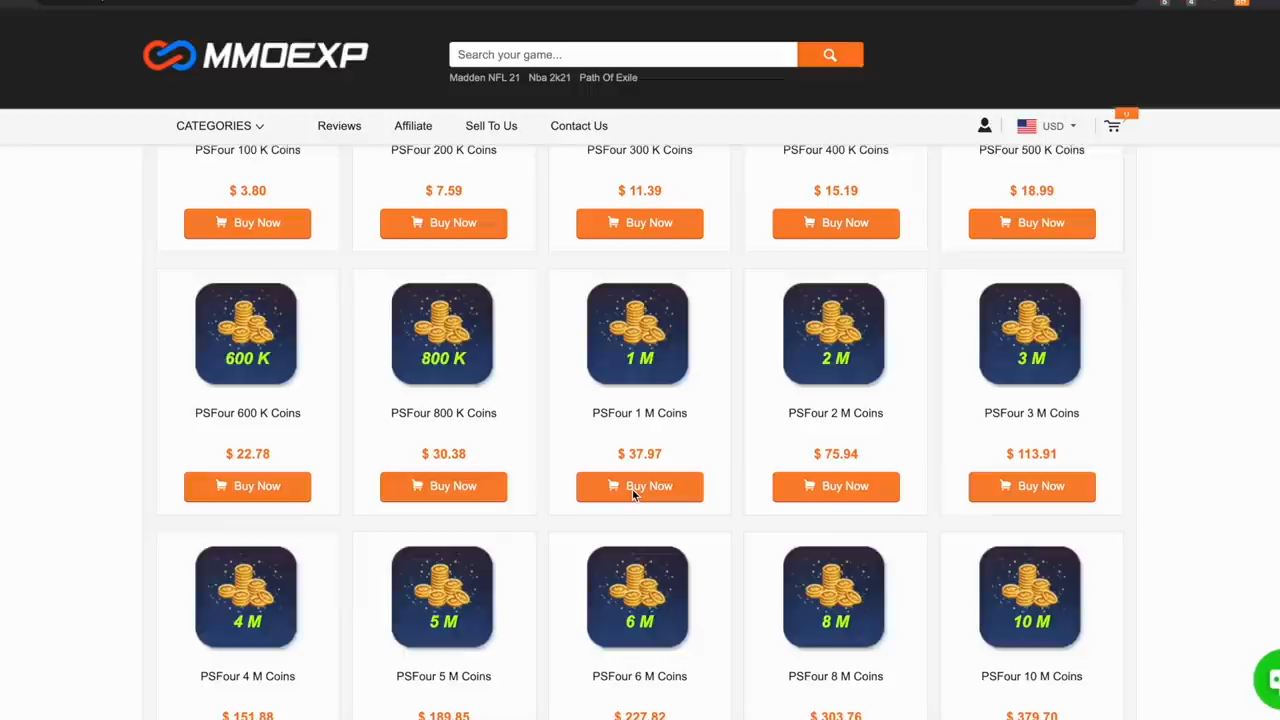 MMOEXP
Search your game...
Madden NFL 21 Nba 2k21 Path Of Exile
CATEGORIES Reviews Affiliate Sell To Us Contact Us USD 0
PSFour 100 K Coins PSFour 200 K Coins PSFour 300 K Coins PSFour 400 K Coins PSFour 500 K Coins
$ 3.80 $ 7.59 $ 11.39 $ 15.19 $ 18.99
Buy Now Buy Now Buy Now Buy Now Buy Now
600 K 800 K 1 M 2 M 3 M
PSFour 600 K Coins PSFour 800 K Coins PSFour 1 M Coins PSFour 2 M Coins PSFour 3 M Coins
$ 22.78 $ 30.38 $ 37.97 $ 75.94 $ 113.91
Buy Now Buy Now Buy Now Buy Now Buy Now
4 M 5 M 6 M 8 M 10 M
PSFour 4 M Coins PSFour 5 M Coins PSFour 6 M Coins PSFour 8 M Coins PSFour 10 M Coins
$ 151.88 $ 189.85 $ 227.82 $ 303.76 $ 379.70